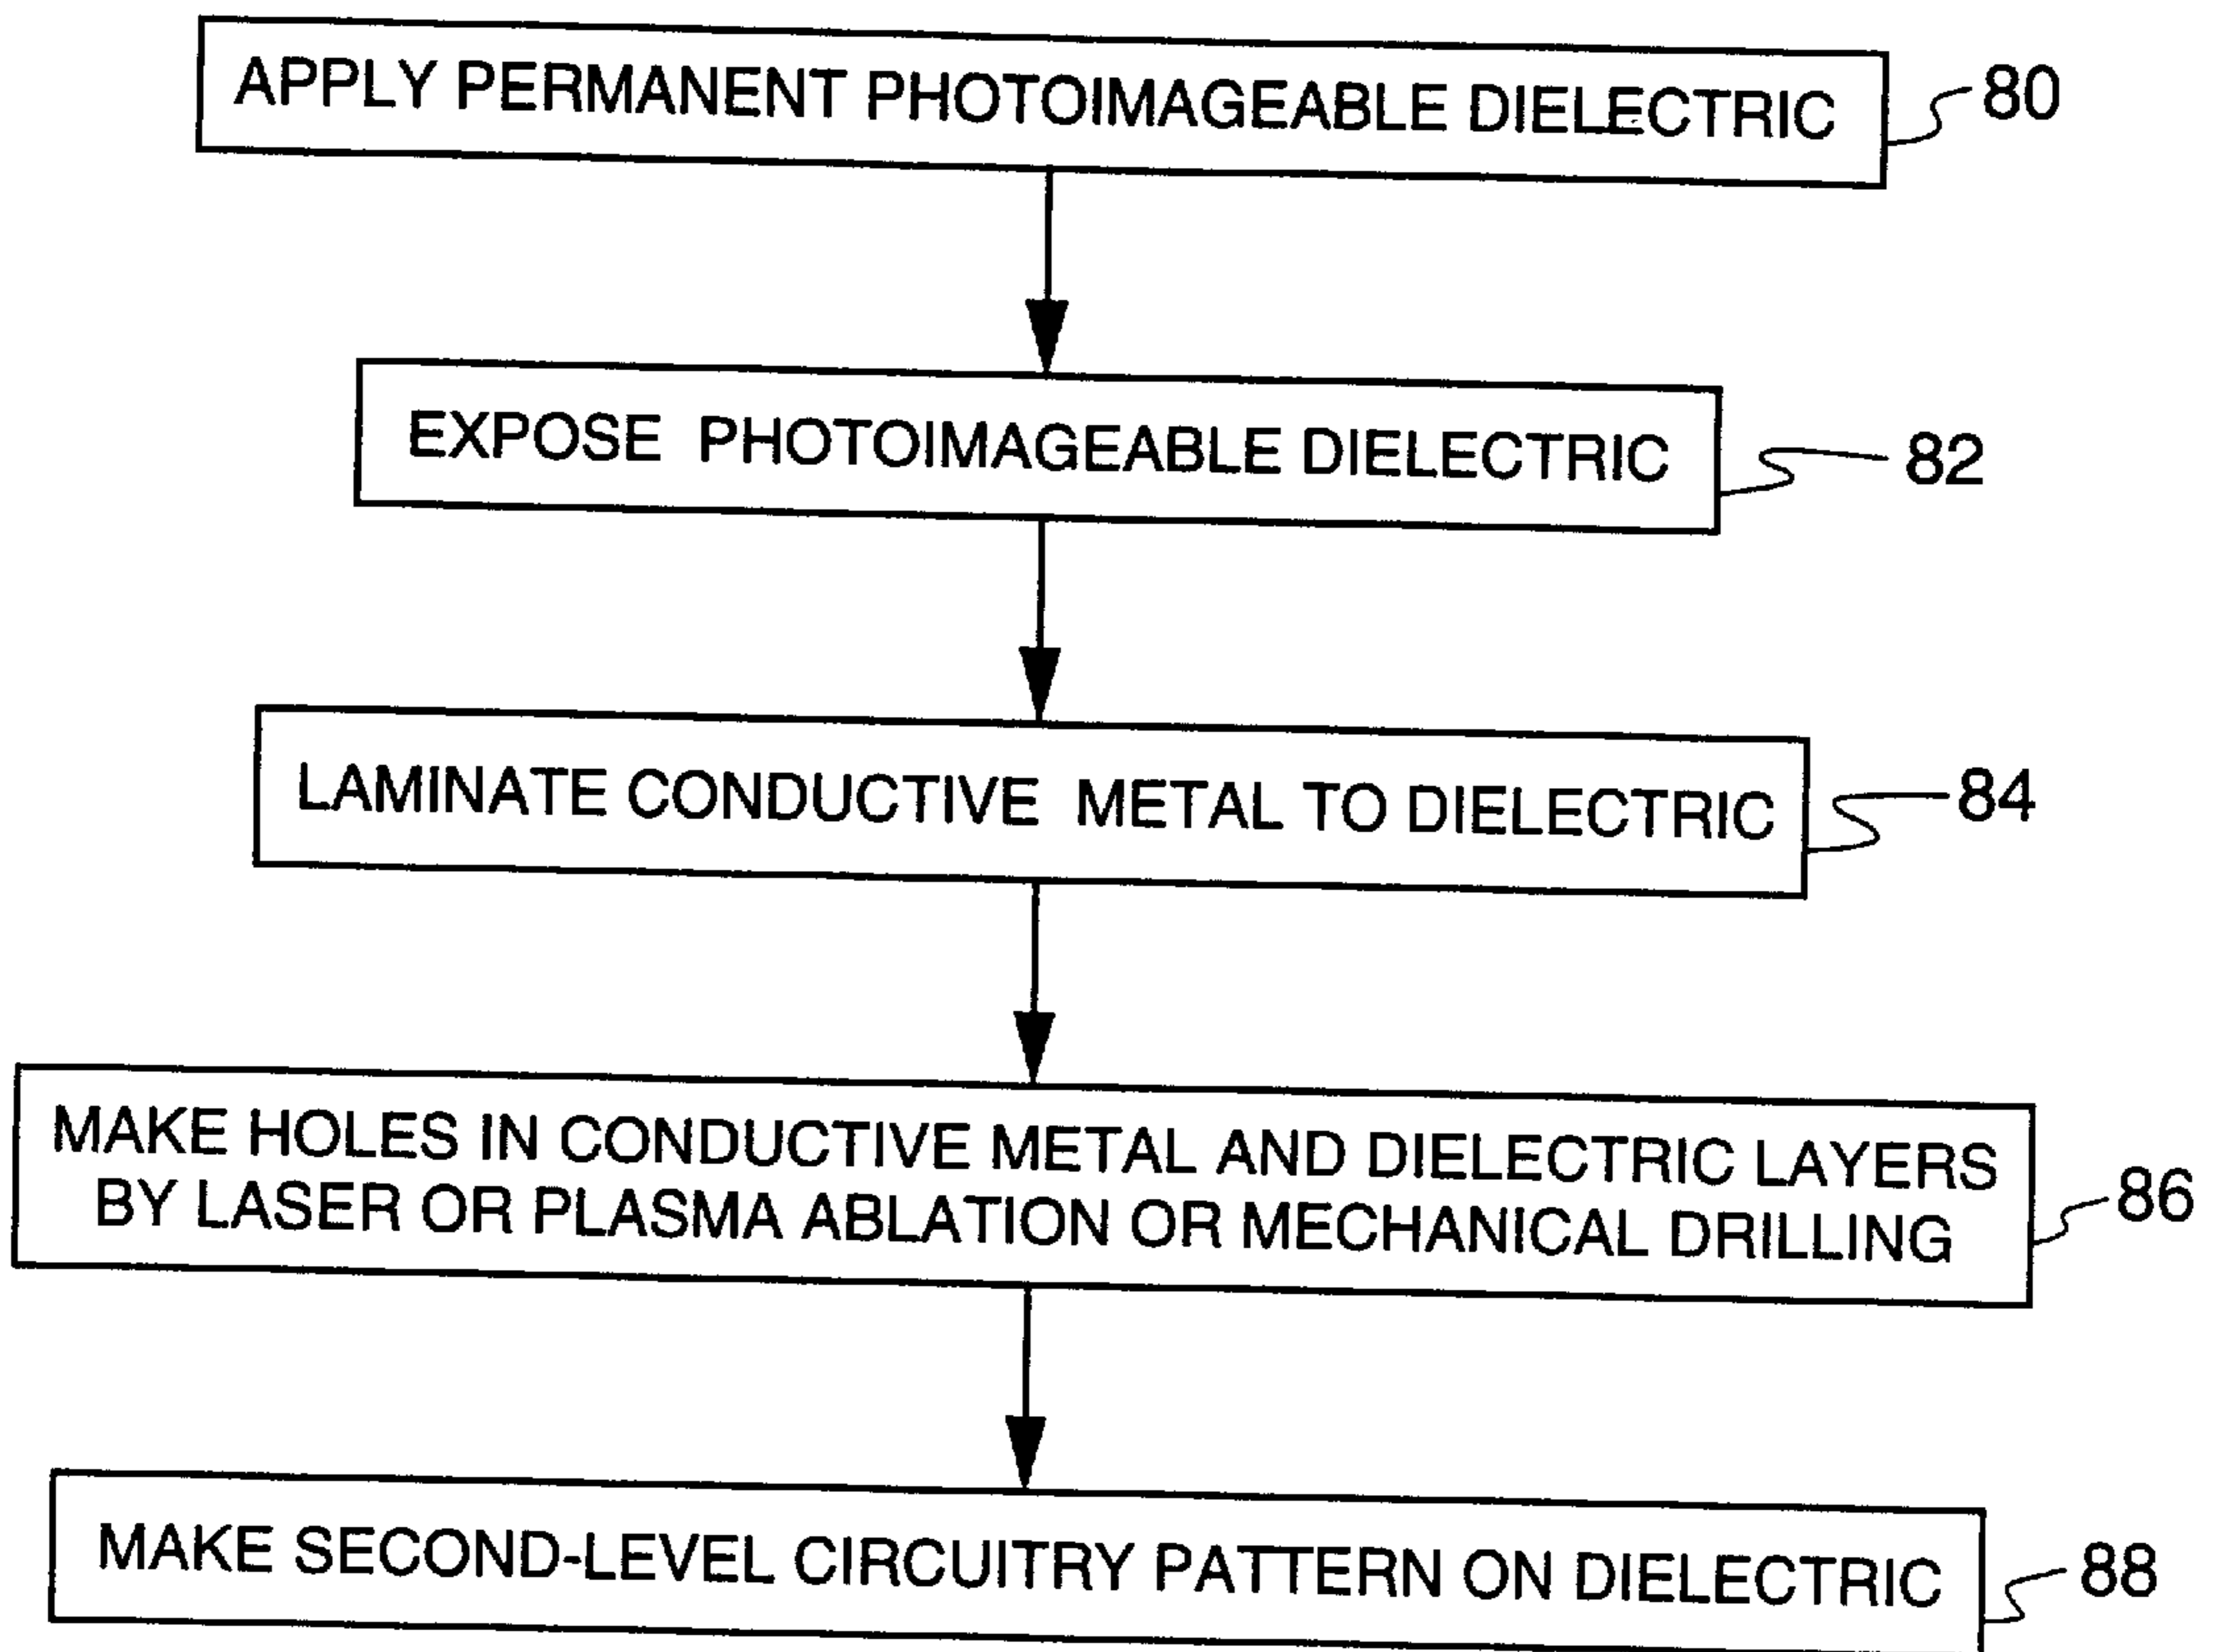 APPLY PERMANENT PHOTOIMAGEABLE DIELECTRIC
80
EXPOSE PHOTOIMAGEABLE DIELECTRIC
82
LAMINATE CONDUCTIVE METAL TO DIELECTRIC
84
MAKE HOLES IN CONDUCTIVE METAL AND DIELECTRIC LAYERS
BY LASER OR PLASMA ABLATION OR MECHANICAL DRILLING
86
MAKE SECOND-LEVEL CIRCUITRY PATTERN ON DIELECTRIC
88